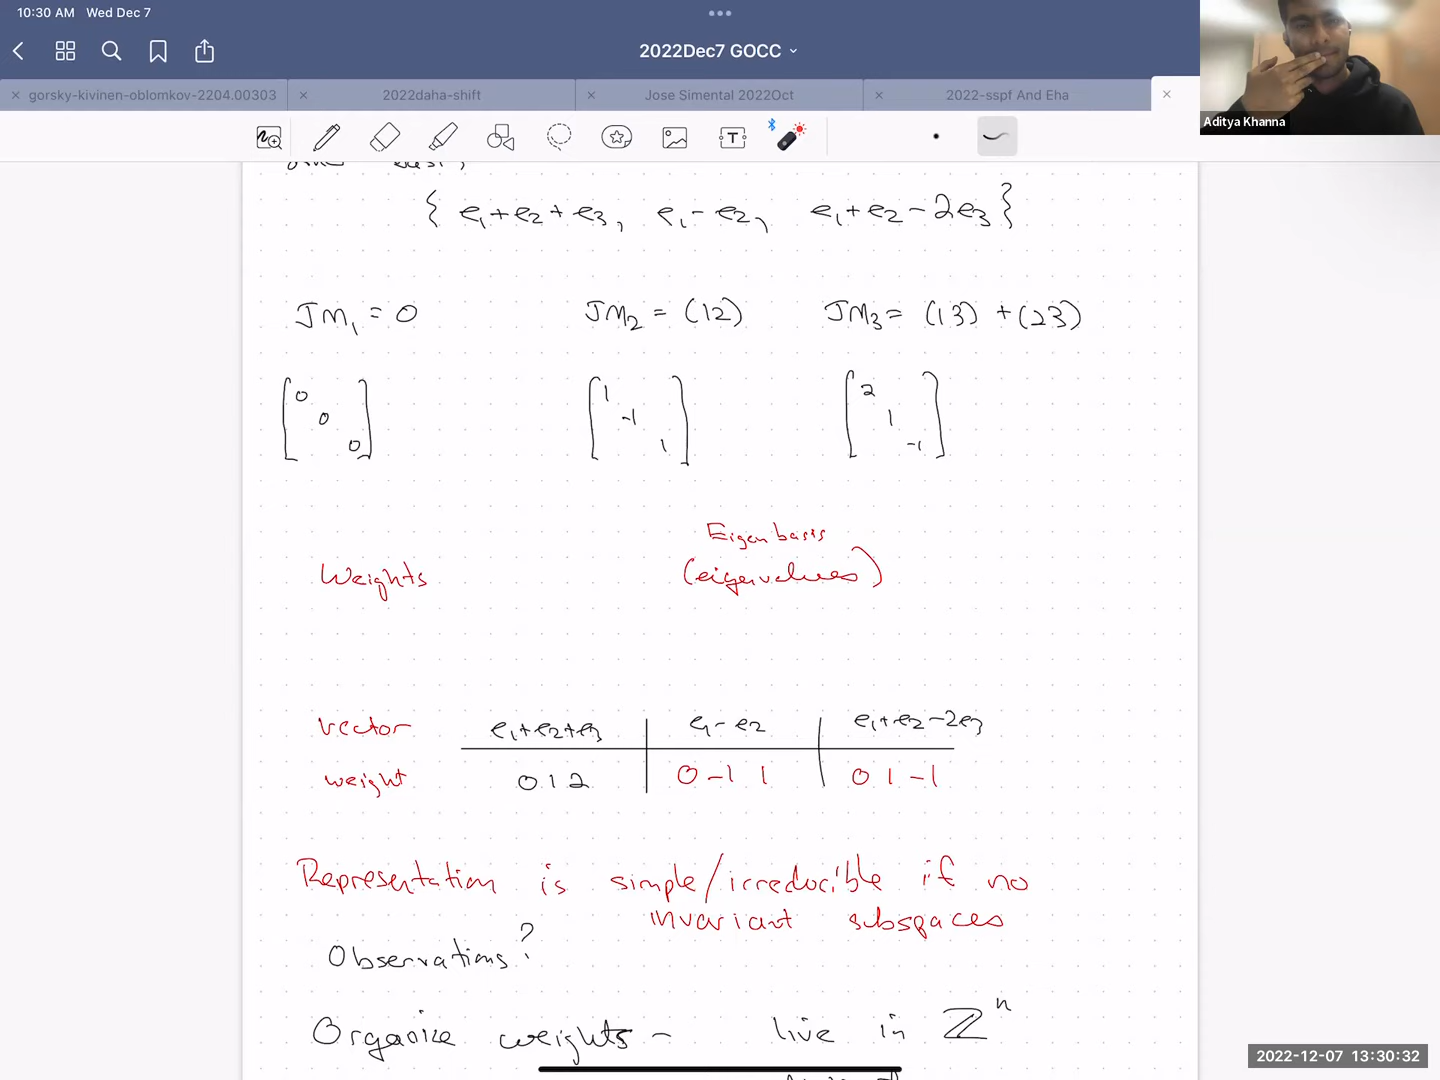 10:30 AM Wed Dec 7
2022Dec7 GOCC
gorsky-kivinen-oblomkov-2204.00303
2022daha-shift
Jose Simental 2022Oct
2022-sspf And Eha
Aditya Khanna
{ e₁+e₂+e₃, e₁-e₂, e₁+e₂-2e₃ }
JM₁ = 0 JM₂ = (12) JM₃ = (13) + (23)
[0 0 0] [1 -1 1] [2 1 -1]
Eigenbasis
Weights (eigenvalues)
vector e₁+e₂+e₃ e₁-e₂ e₁+e₂-2e₃
weight 0 1 2 0 -1 1 0 1 -1
Representation is simple/irreducible if no
invariant subspaces
Observations?
Organize weights - live in ℤⁿ
2022-12-07 13:30:32